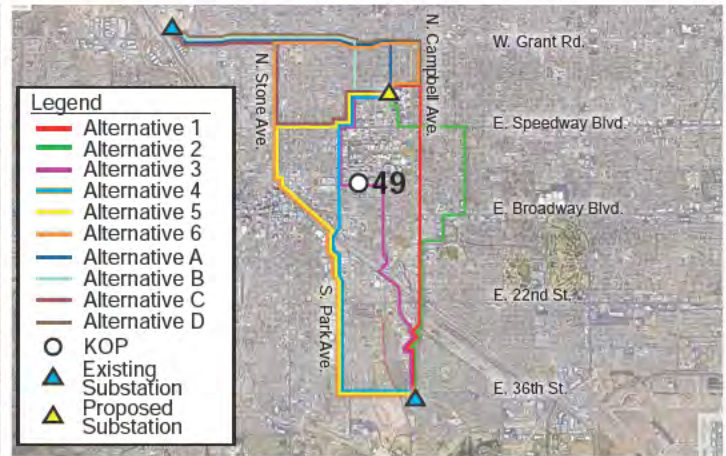 W. Grant Rd.
N. Campbell Ave.
N. Stone Ave.
Legend
Alternative 1
Alternative 2
Alternative 3
Alternative 4
Alternative 5
Alternative 6
Alternative A
Alternative B
Alternative C
Alternative D
KOP
Existing
Substation
Proposed
Substation
E. Speedway Blvd.
49
E. Broadway Blvd.
E. 22nd St.
S. Park Ave.
E. 36th St.